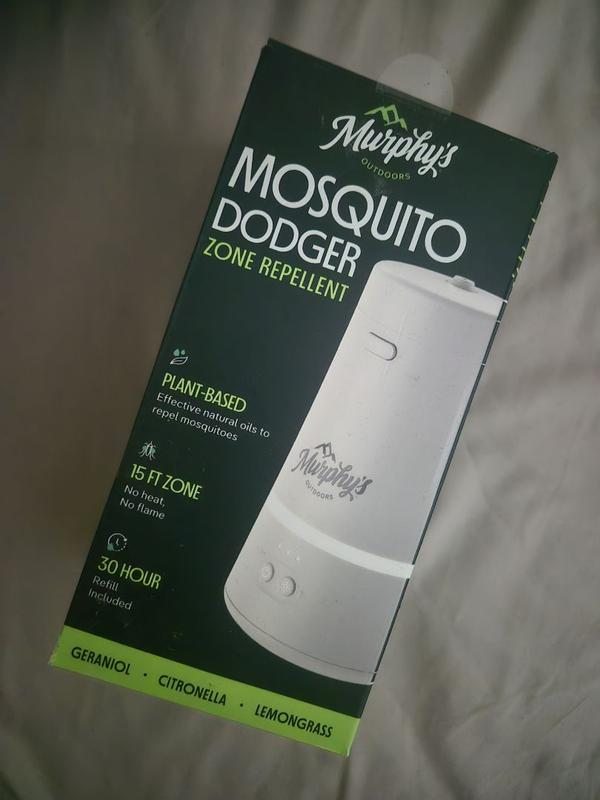 Murphy's
OUTDOORS
MOSQUITO
DODGER
ZONE REPELLENT
PLANT-BASED
Effective natural oils to
repel mosquitoes
15 FT ZONE
No heat,
No flame
30 HOUR
Refill
Included
Murphy's
OUTDOORS
GERANIOL · CITRONELLA · LEMONGRASS